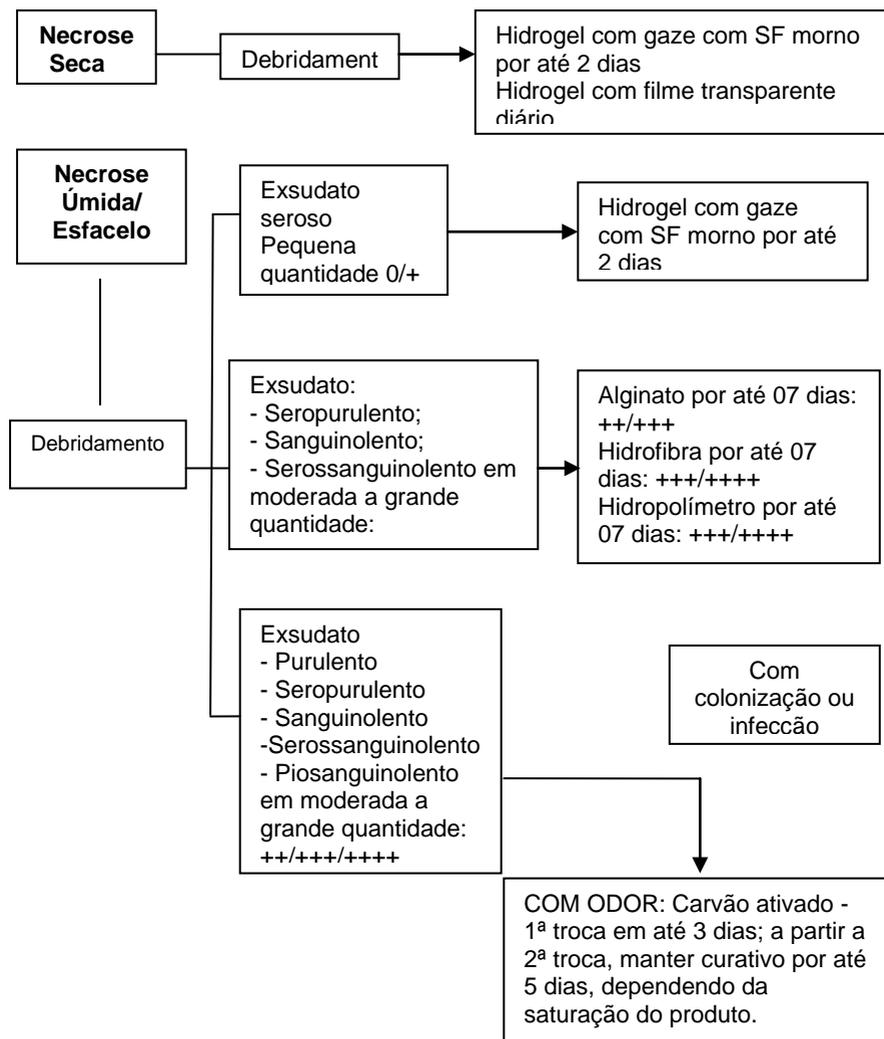 Necrose
Seca
Debridament
Hidrogel com gaze com SF morno
por até 2 dias
Hidrogel com filme transparente
diário
Necrose
Úmida/
Esfacelo
Exsudato
seroso
Pequena
quantidade 0/+
Hidrogel com gaze
com SF morno por até
2 dias
Debridamento
Exsudato:
- Seropurulento;
- Sanguinolento;
- Serossanguinolento em
moderada a grande
quantidade:
Alginato por até 07 dias:
++/+++
Hidrofibra por até 07
dias: +++/++++
Hidropolímetro por até
07 dias: +++/++++
Exsudato
- Purulento
- Seropurulento
- Sanguinolento
-Serossanguinolento
- Piosanguinolento
em moderada a
grande quantidade:
++/+++/++++
Com
colonização ou
infecção
COM ODOR: Carvão ativado -
1ª troca em até 3 dias; a partir a
2ª troca, manter curativo por até
5 dias, dependendo da
saturação do produto.